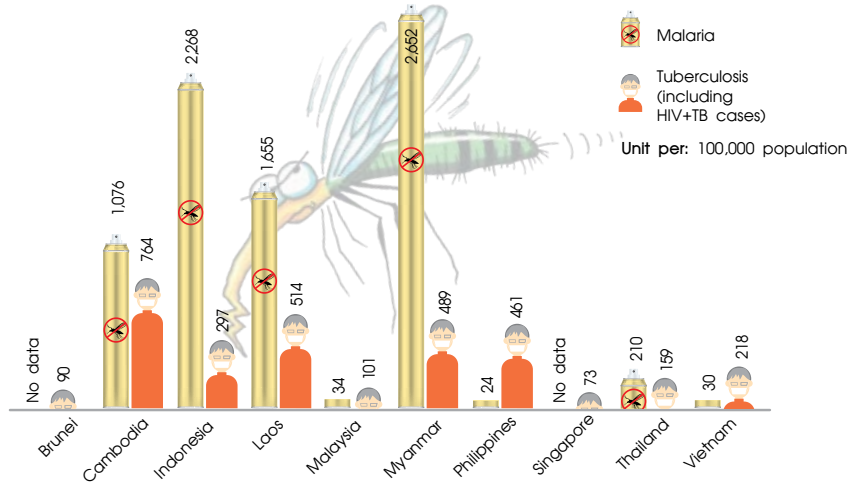 Malaria
Tuberculosis
(including
HIV+TB cases)
Unit per: 100,000 population
No data
90
1,076
764
2,268
297
1,655
514
34
101
2,652
489
24
461
No data
73
210
159
30
218
Brunei
Cambodia
Indonesia
Laos
Malaysia
Myanmar
Philippines
Singapore
Thailand
Vietnam